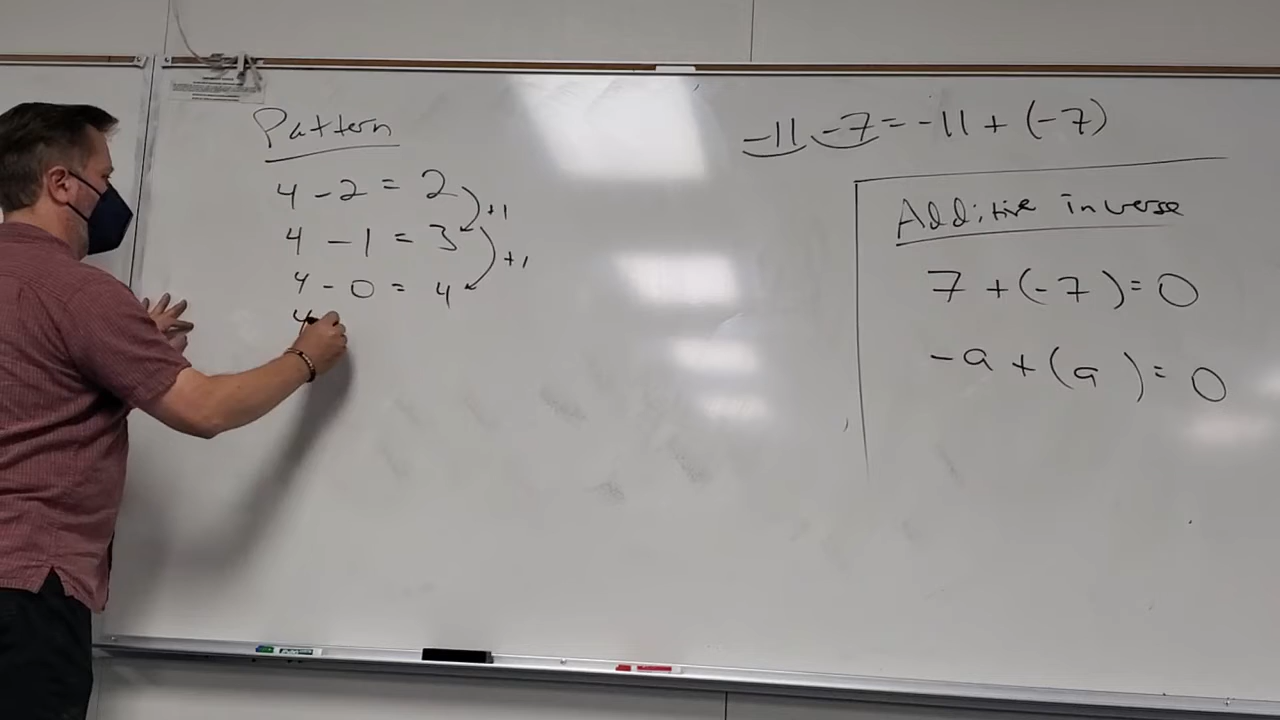 Pattern
4 - 2 = 2
+1
4 - 1 = 3
+1
4 - 0 = 4
4
-11 -7 = -11 + (-7)
Additive inverse
7 + (-7) = 0
-a + (a) = 0